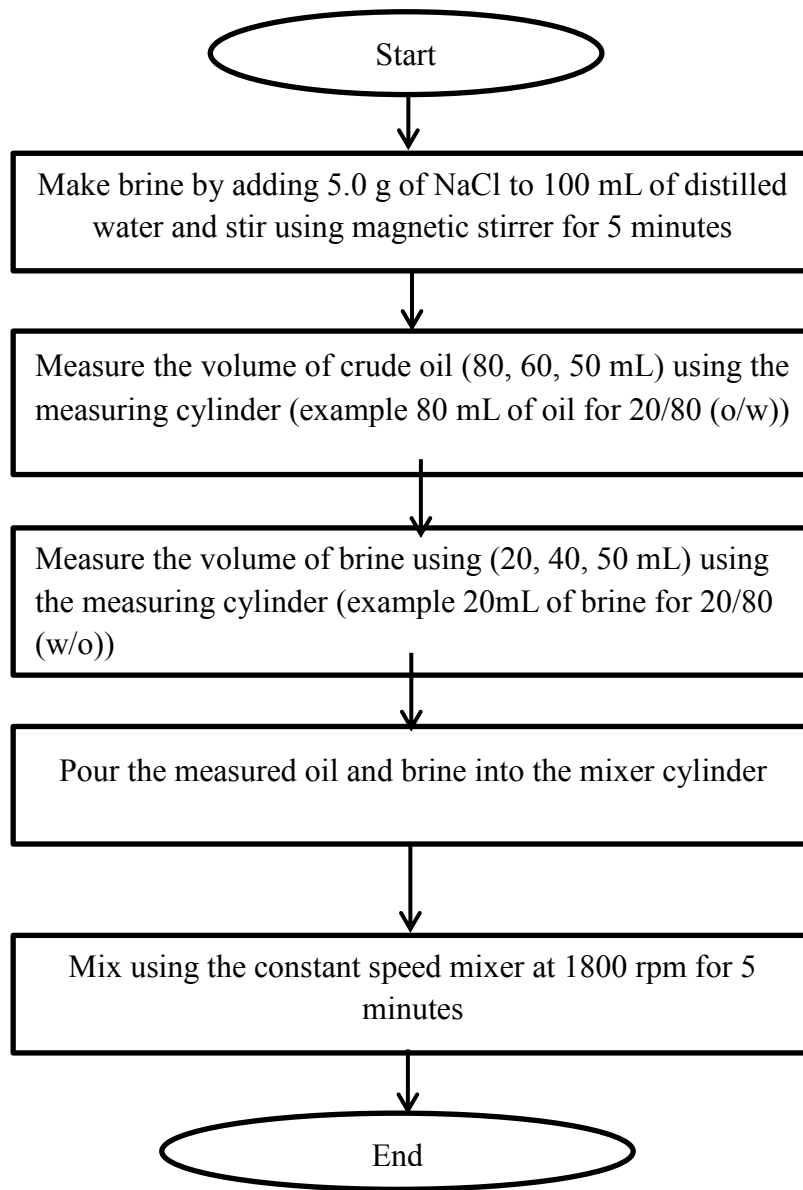 Start
Make brine by adding 5.0 g of NaCl to 100 mL of distilled
water and stir using magnetic stirrer for 5 minutes
Measure the volume of crude oil (80, 60, 50 mL) using the
measuring cylinder (example 80 mL of oil for 20/80 (o/w))
Measure the volume of brine using (20, 40, 50 mL) using
the measuring cylinder (example 20mL of brine for 20/80
(w/o))
Pour the measured oil and brine into the mixer cylinder
Mix using the constant speed mixer at 1800 rpm for 5
minutes
End